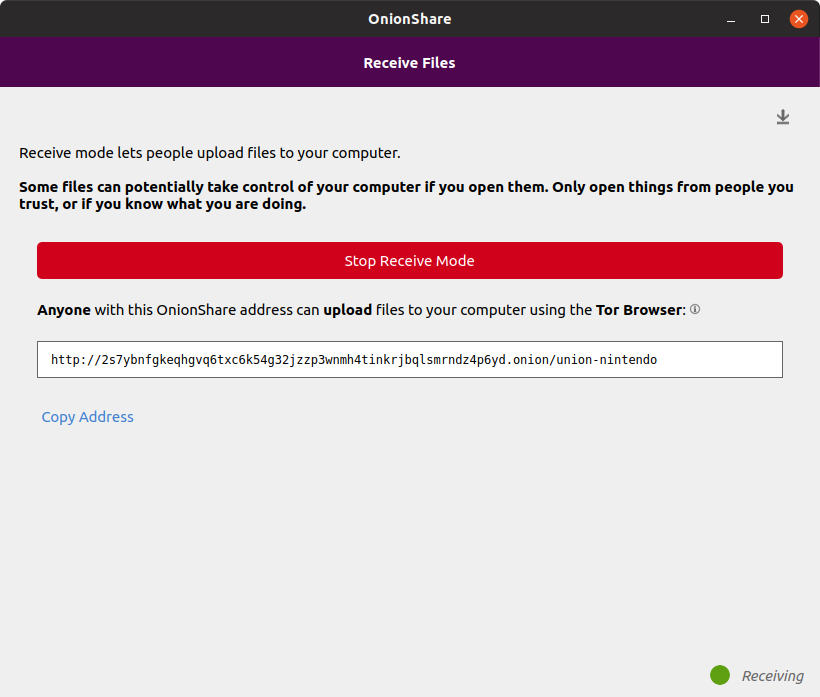 OnionShare
Receive Files
Receive mode lets people upload files to your computer.
Some files can potentially take control of your computer if you open them. Only open things from people you
trust, or if you know what you are doing.
Stop Receive Mode
Anyone with this OnionShare address can upload files to your computer using the Tor Browser:
http://2s7ybnfgkeqhgvq6txc6k54g32jzzp3wnmh4tinkrjbqlsmrndz4p6yd.onion/union-nintendo
Copy Address
Receiving